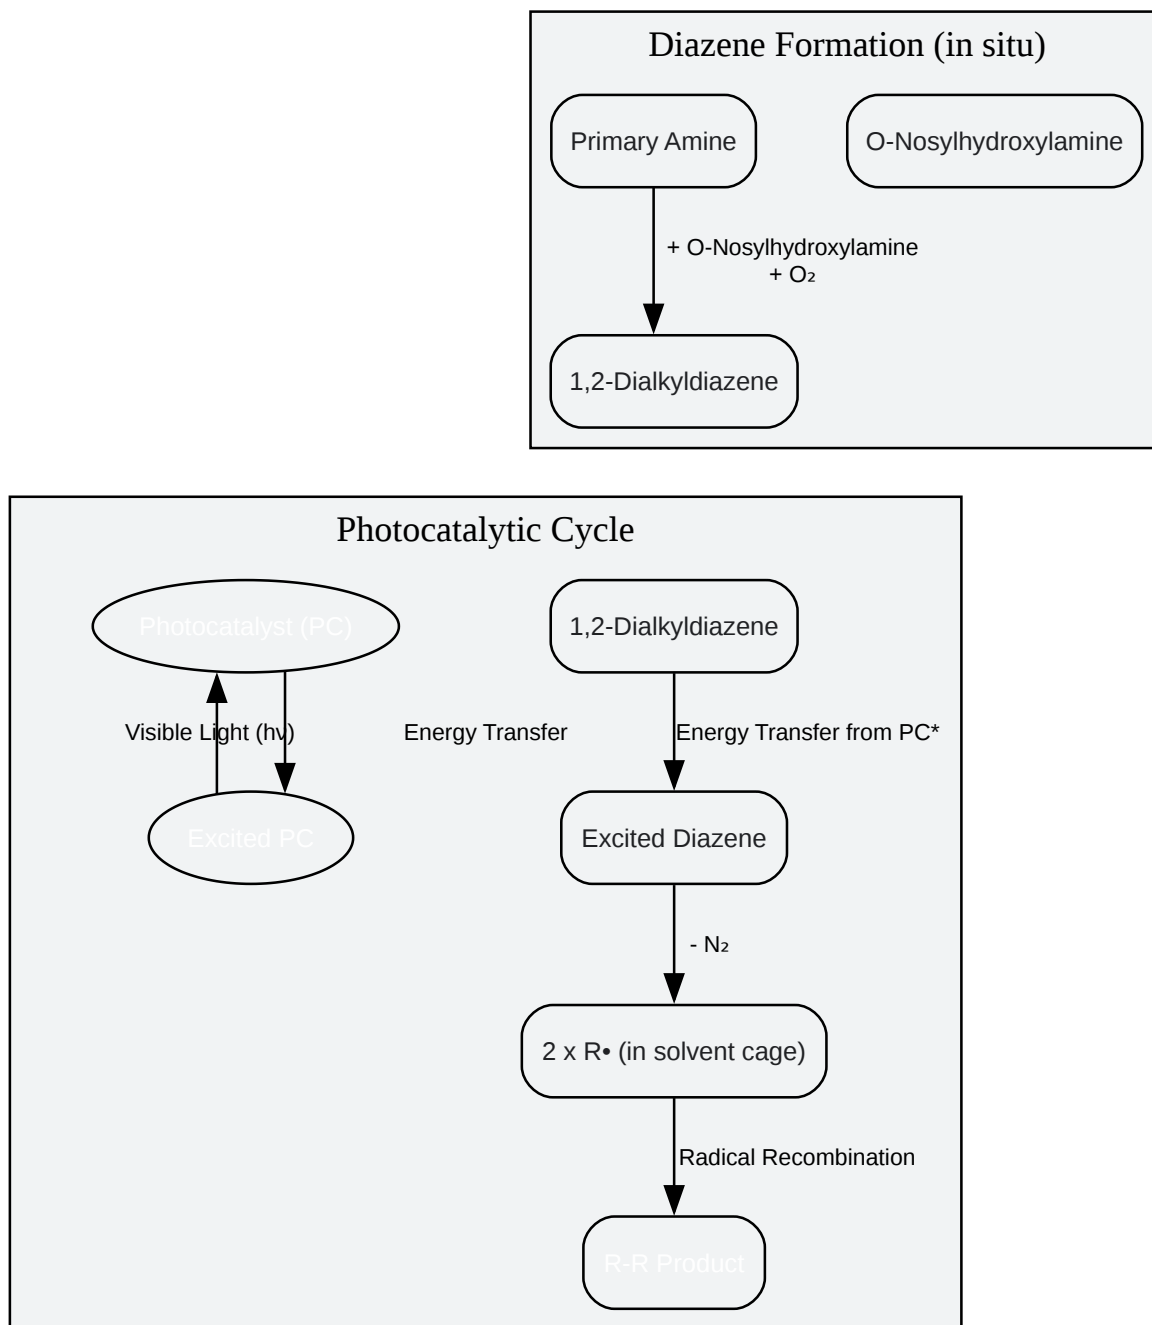 Diazene Formation (in situ)
Primary Amine
O-Nosylhydroxylamine
+ O-Nosylhydroxylamine
+ O₂
1,2-Dialkyldiazene
Photocatalytic Cycle
Photocatalyst (PC)
1,2-Dialkyldiazene
Visible Light (hν)
Energy Transfer
Energy Transfer from PC*
Excited PC
Excited Diazene
- N₂
2 x R• (in solvent cage)
Radical Recombination
R-R Product